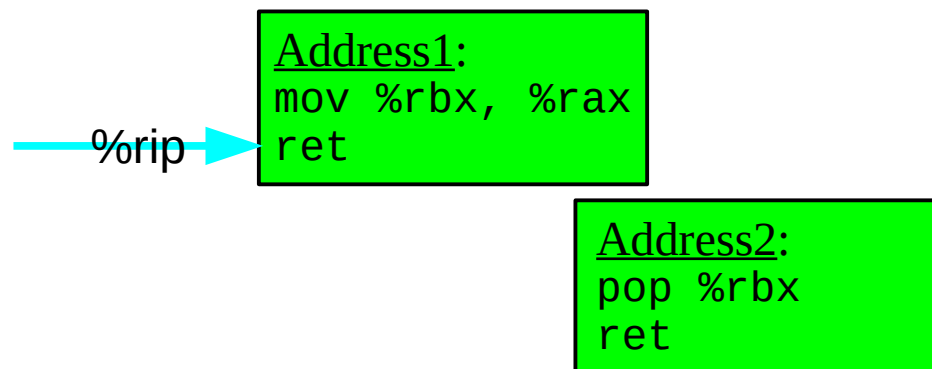 Address1:
mov %rbx, %rax
%rip
ret
Address2:
pop %rbx
ret